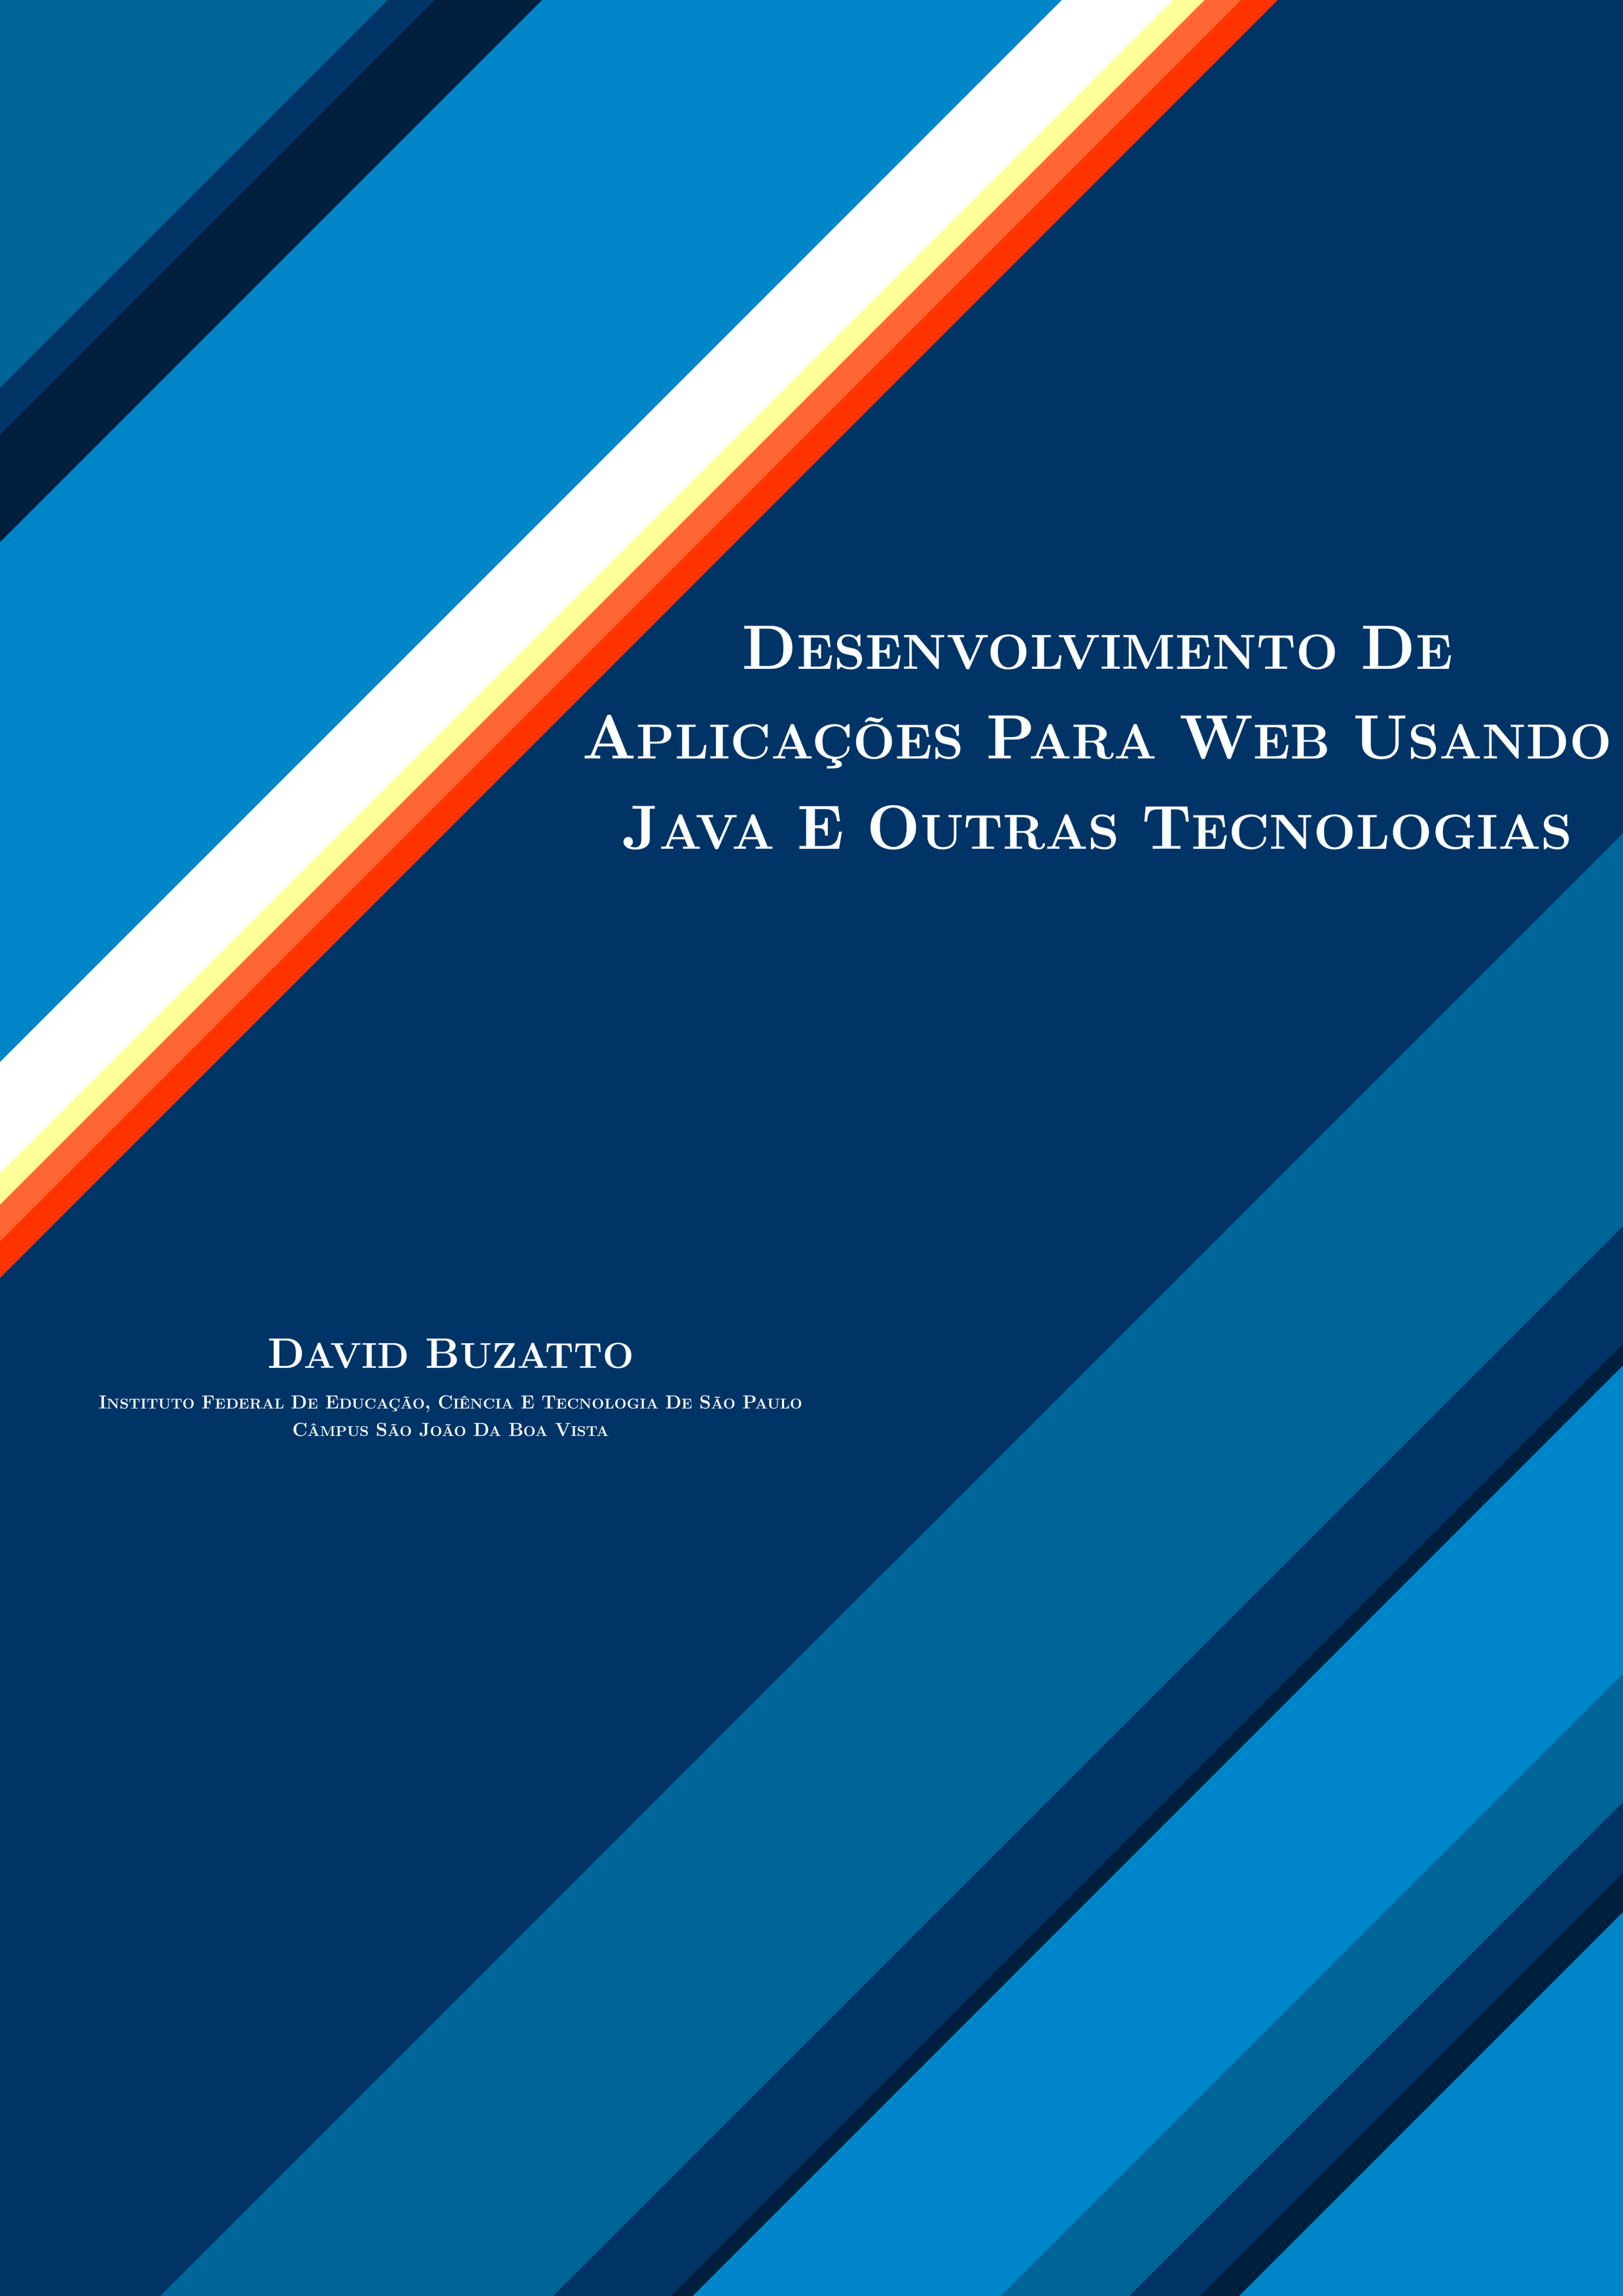 Desenvolvimento De
Aplicações Para Web Usando
Java E Outras Tecnologias
David Buzatto
Instituto Federal De Educação, Ciência E Tecnologia De São Paulo
Câmpus São João Da Boa Vista